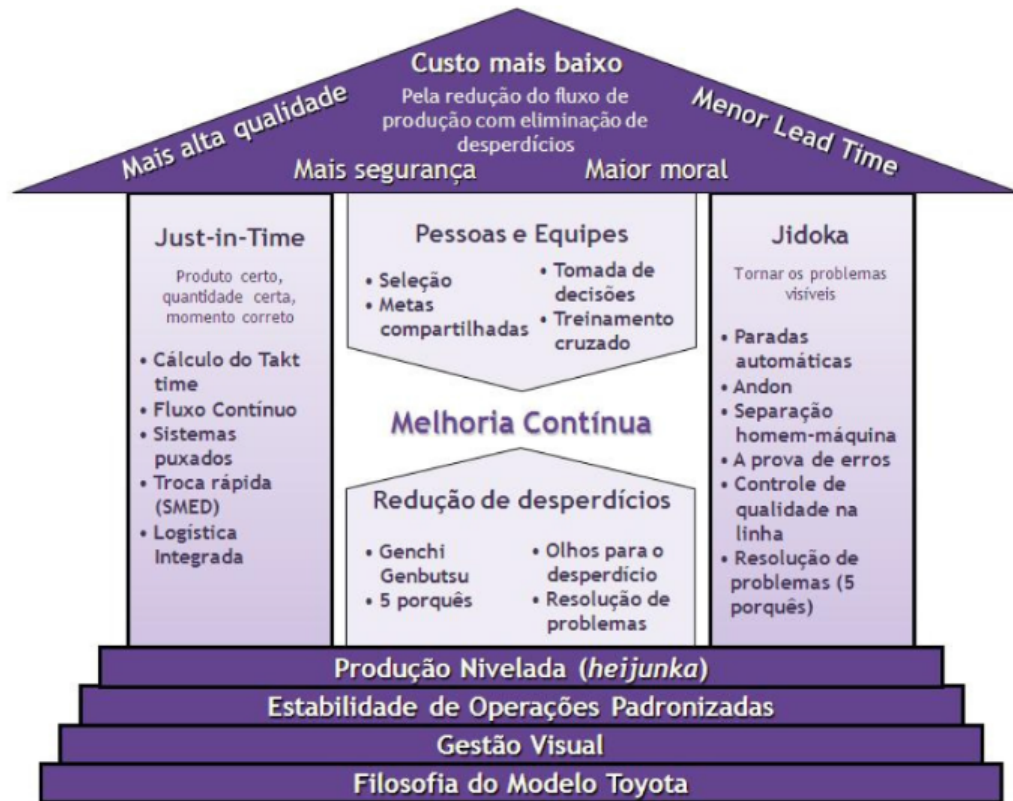 Custo mais baixo
Pela redução do fluxo de
produção com eliminação de
desperdícios
Mais alta qualidade
Menor Lead Time
Mais segurança
Maior moral
Just-in-Time
Produto certo,
quantidade certa,
momento correto
• Cálculo do Takt
time
• Fluxo Contínuo
• Sistemas
puxados
• Troca rápida
(SMED)
• Logística
Integrada
Pessoas e Equipes
• Seleção
• Metas
compartilhadas
• Tomada de
decisões
• Treinamento
cruzado
Melhoria Contínua
Redução de desperdícios
• Genchi
Genbutsu
• 5 porquês
• Olhos para o
desperdício
• Resolução de
problemas
Jidoka
Tornar os problemas
visíveis
• Paradas
automáticas
• Andon
• Separação
homem-máquina
• A prova de erros
• Controle de
qualidade na
linha
• Resolução de
problemas (5
porquês)
Produção Nivelada (heijunka)
Estabilidade de Operações Padronizadas
Gestão Visual
Filosofia do Modelo Toyota